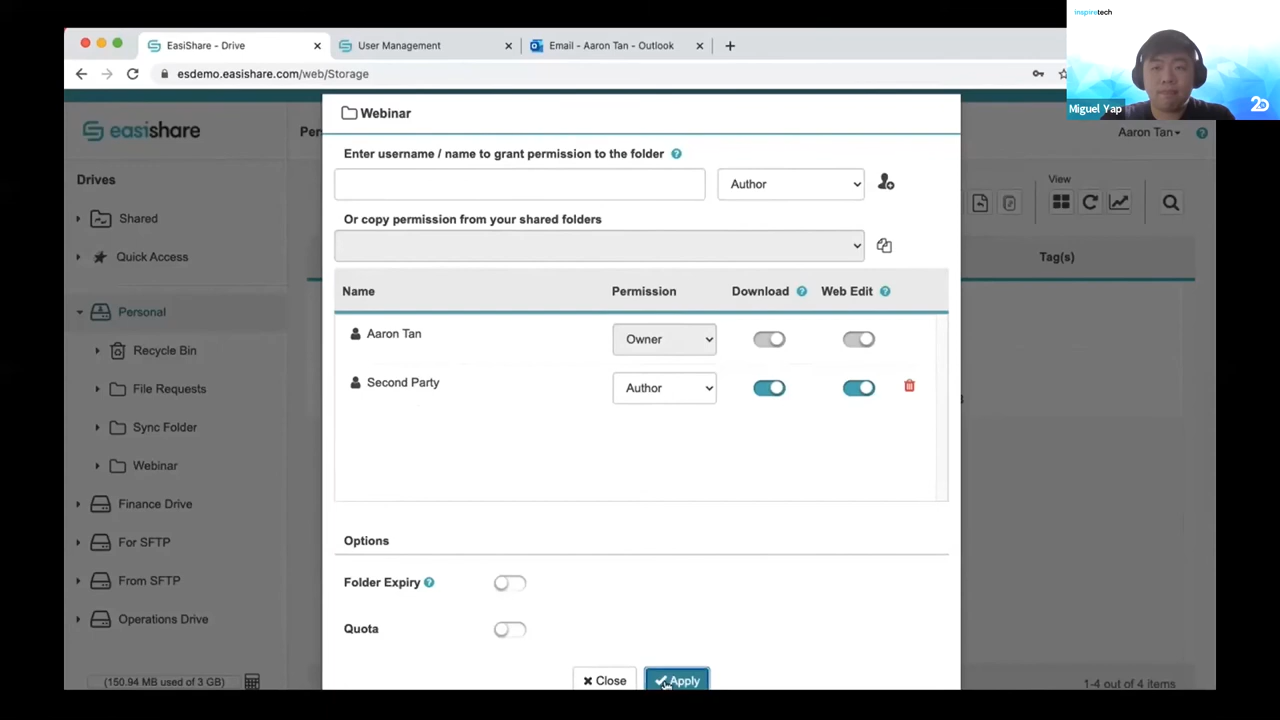 inspiretech
EasiShare - Drive
User Management
Email - Aaron Tan - Outlook
esdemo.easishare.com/web/Storage
Miguel Yap
20
easishare
Per
Aaron Tan
Webinar
Enter username / name to grant permission to the folder
Author
Or copy permission from your shared folders
Name Permission Download Web Edit
Aaron Tan Owner
Second Party Author
Options
Folder Expiry
Quota
Close
Apply
Drives
Shared
Quick Access
Personal
Recycle Bin
File Requests
Sync Folder
Webinar
Finance Drive
For SFTP
From SFTP
Operations Drive
(150.94 MB used of 3 GB)
View
Tag(s)
1-4 out of 4 items